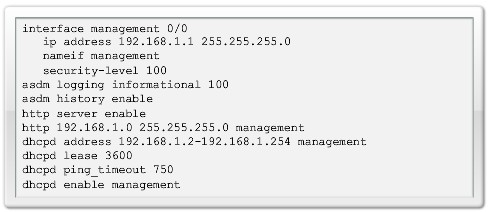 interface management 0/0
ip address 192.168.1.1 255.255.255.0
nameif management
security-level 100
asdm logging informational 100
asdm history enable
http server enable
http 192.168.1.0 255.255.255.0 management
dhcpd address 192.168.1.2-192.168.1.254 management
dhcpd lease 3600
dhcpd ping_timeout 750
dhcpd enable management